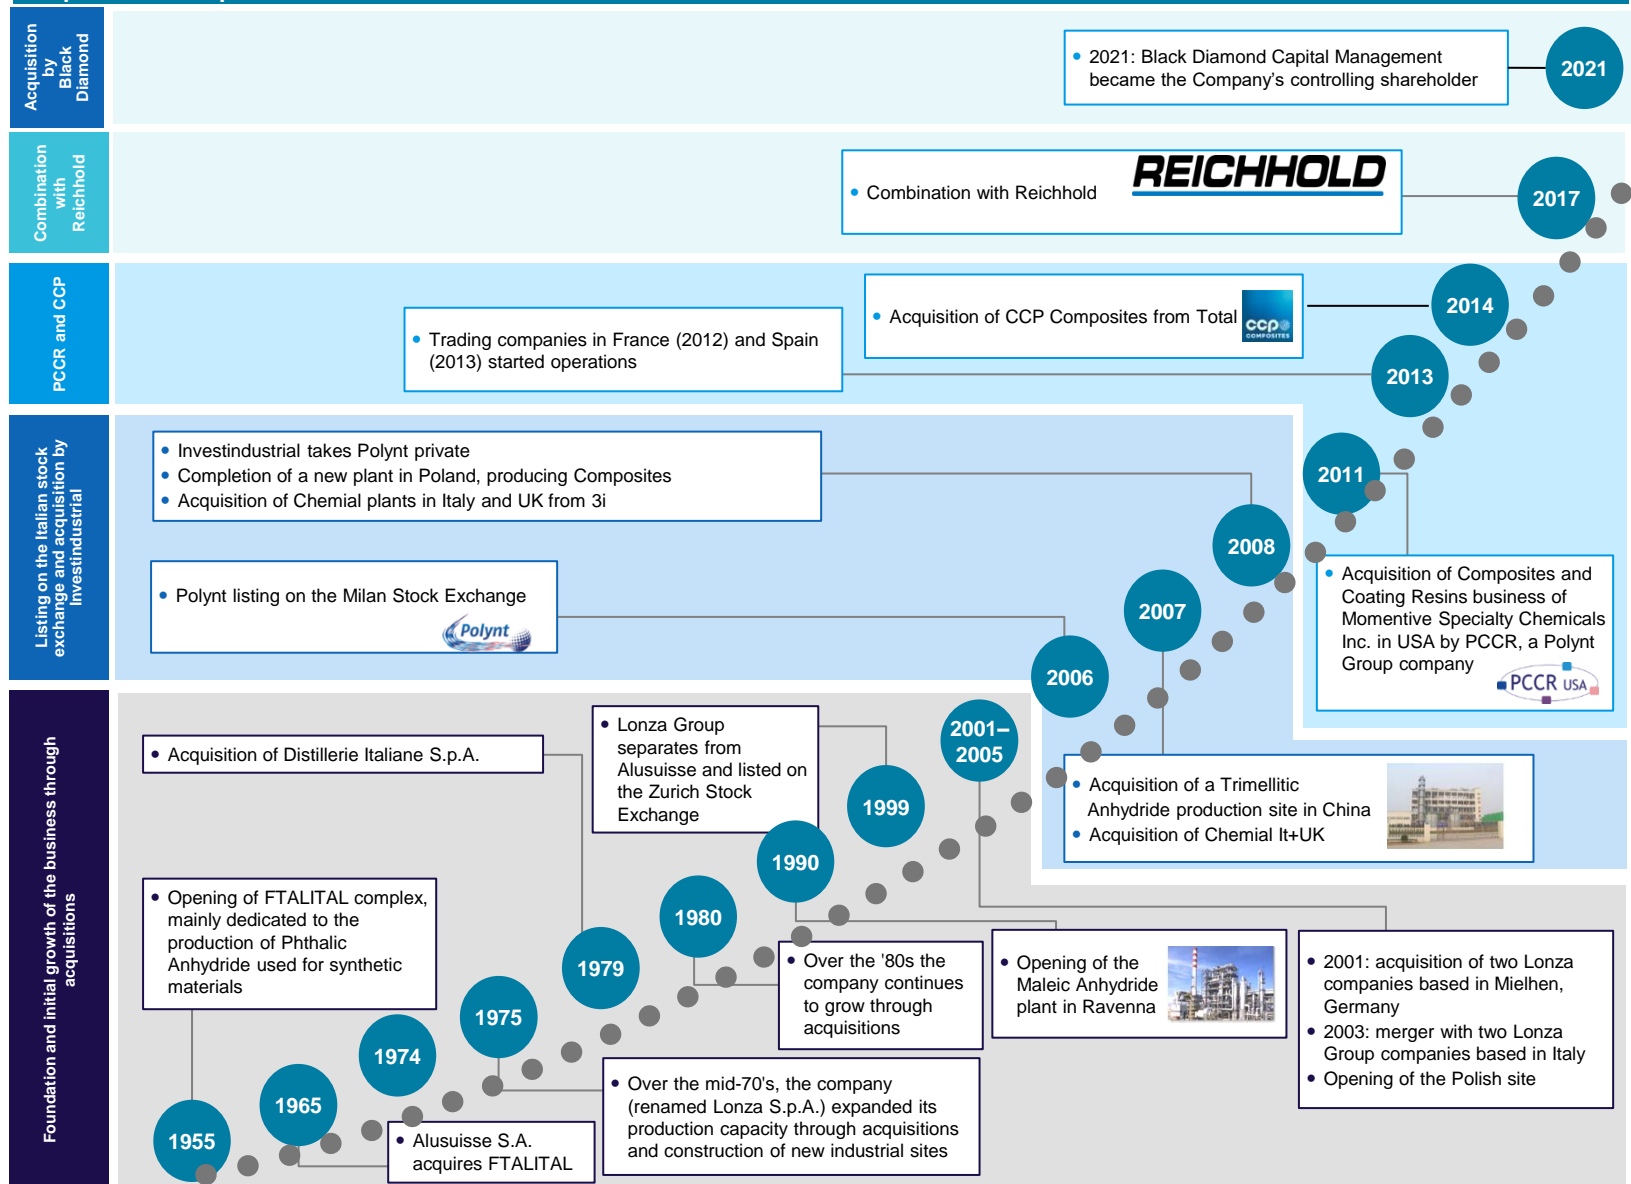 Acquisition
by
Black
Diamond
• 2021: Black Diamond Capital Management
became the Company's controlling shareholder
2021
Combination
with
Reichhold
• Combination with Reichhold
REICHHOLD
2017
PCCR and CCP
• Acquisition of CCP Composites from Total
ccp
COMPOSITES
2014
• Trading companies in France (2012) and Spain
(2013) started operations
2013
Listing on the Italian stock
exchange and acquisition by
Investindustrial
• Investindustrial takes Polynt private
• Completion of a new plant in Poland, producing Composites
• Acquisition of Chemial plants in Italy and UK from 3i
2011
2008
• Acquisition of Composites and
Coating Resins business of
Momentive Specialty Chemicals
Inc. in USA by PCCR, a Polynt
Group company
PCCR USA
• Polynt listing on the Milan Stock Exchange
Polynt
2007
2006
• Acquisition of a Trimellitic
Anhydride production site in China
• Acquisition of Chemial It+UK
Foundation and initial growth of the business through
acquisitions
• Acquisition of Distillerie Italiane S.p.A.
• Lonza Group
separates from
Alusuisse and listed on
the Zurich Stock
Exchange
2001–
2005
1999
1990
1980
1979
• Opening of FTALITAL complex,
mainly dedicated to the
production of Phthalic
Anhydride used for synthetic
materials
1975
1974
1965
1955
• Over the '80s the
company continues
to grow through
acquisitions
• Opening of the
Maleic Anhydride
plant in Ravenna
• 2001: acquisition of two Lonza
companies based in Mielhen,
Germany
• 2003: merger with two Lonza
Group companies based in Italy
• Opening of the Polish site
• Over the mid-70's, the company
(renamed Lonza S.p.A.) expanded its
production capacity through acquisitions
and construction of new industrial sites
• Alusuisse S.A.
acquires FTALITAL